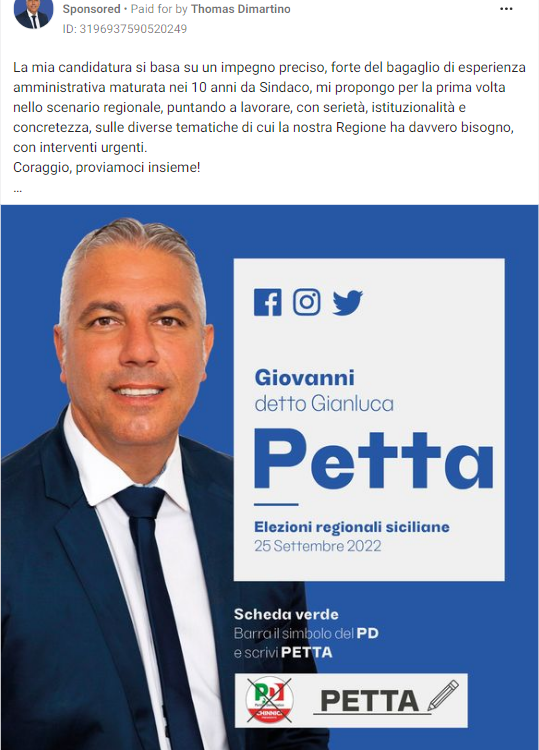 Sponsored • Paid for by Thomas Dimartino
ID: 3196937590520249
La mia candidatura si basa su un impegno preciso, forte del bagaglio di esperienza
amministrativa maturata nei 10 anni da Sindaco, mi propongo per la prima volta
nello scenario regionale, puntando a lavorare, con serietà, istituzionalità e
concretezza, sulle diverse tematiche di cui la nostra Regione ha davvero bisogno,
con interventi urgenti.
Coraggio, proviamoci insieme!
...
Giovanni
detto Gianluca
Petta
Elezioni regionali siciliane
25 Settembre 2022
Scheda verde
Barra il simbolo del PD
e scrivi PETTA
PD
CHINNICI
PETTA